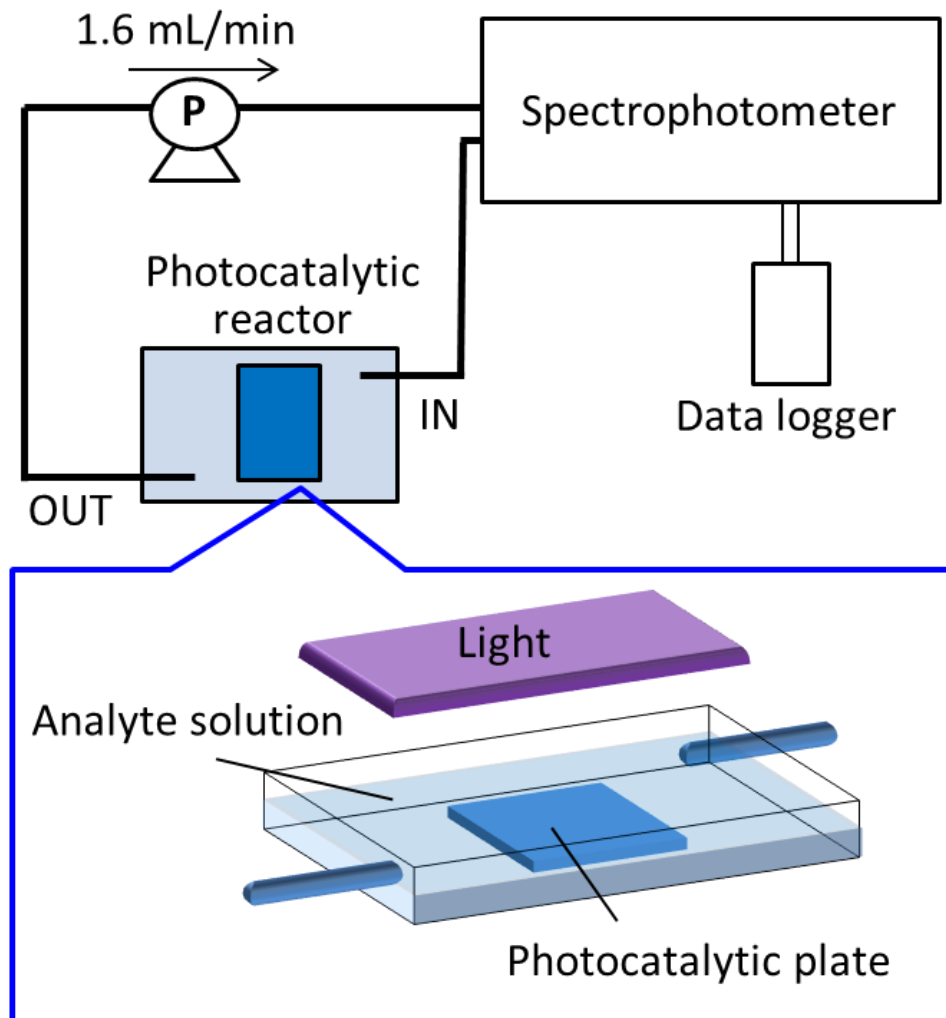 1.6 mL/min
P
Spectrophotometer
Photocatalytic
reactor
IN
Data logger
OUT
Light
Analyte solution
Photocatalytic plate